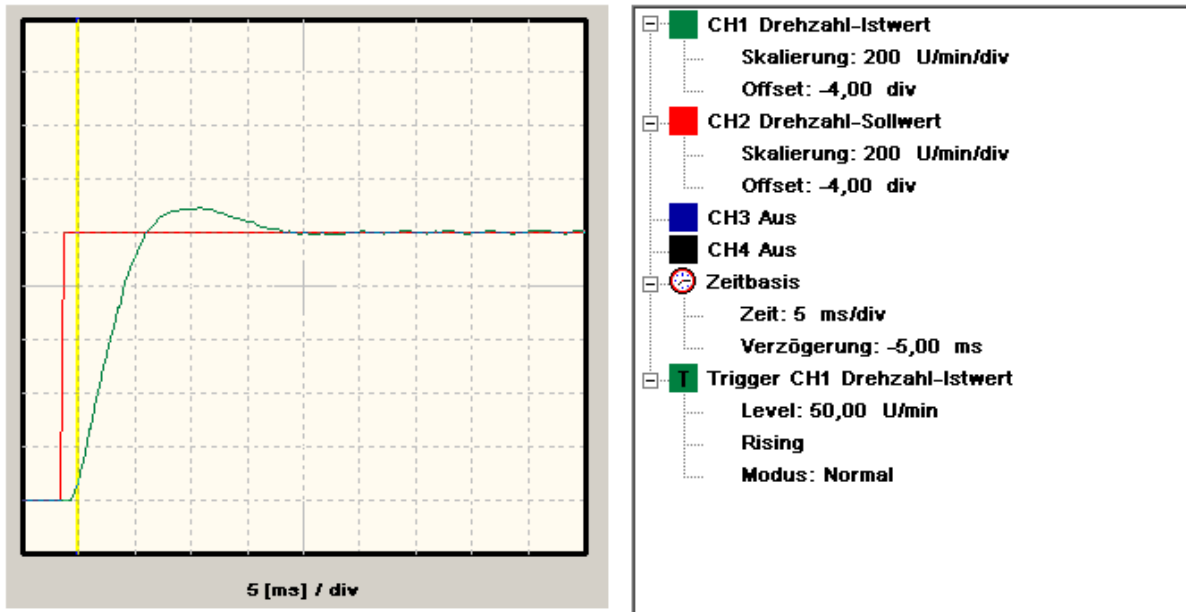 5 [ms] / div
CH1 Drehzahl-Istwert
Skalierung: 200 U/min/div
Offset: -4,00 div
CH2 Drehzahl-Sollwert
Skalierung: 200 U/min/div
Offset: -4,00 div
CH3 Aus
CH4 Aus
Zeitbasis
Zeit: 5 ms/div
Verzögerung: -5,00 ms
T Trigger CH1 Drehzahl-Istwert
Level: 50,00 U/min
Rising
Modus: Normal